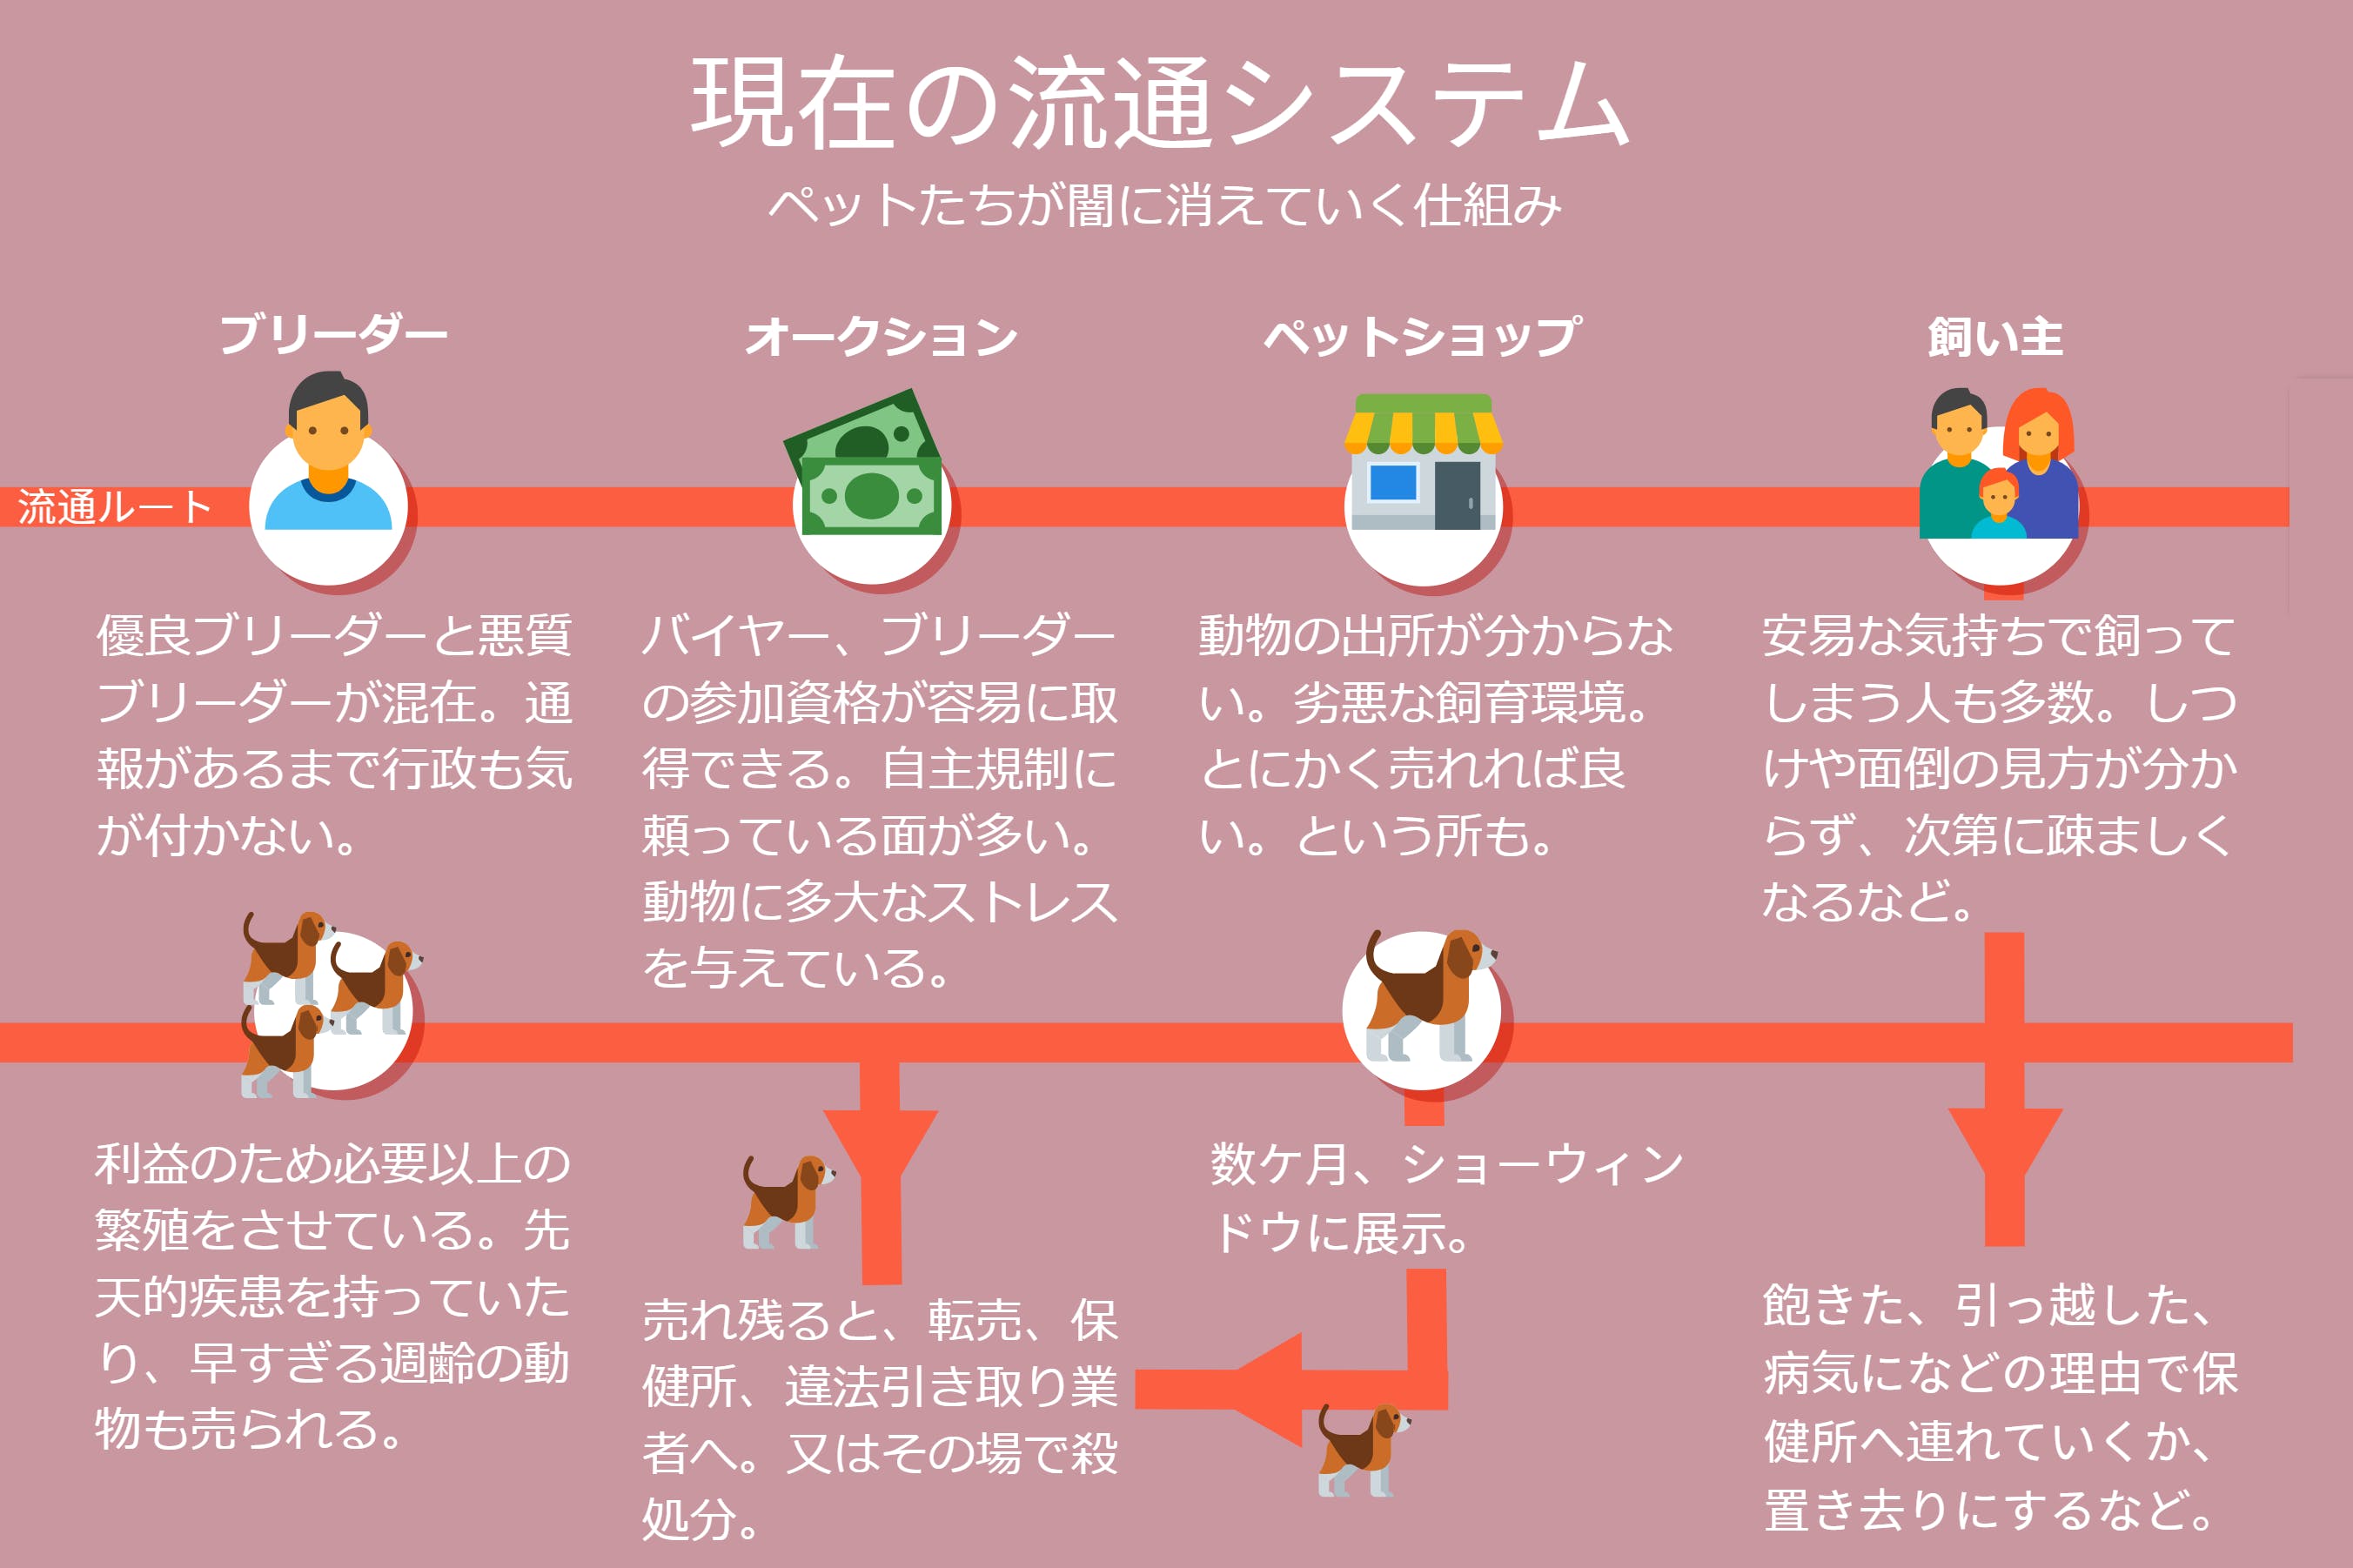 現在の流通システム
ペットたちが闇に消えていく仕組み
ブリーダー
オークション
ペットショップ
飼い主
流通ルート
優良ブリーダーと悪質
ブリーダーが混在。通
報があるまで行政も気
が付かない。
バイヤー、ブリーダー
の参加資格が容易に取
得できる。自主規制に
頼っている面が多い。
動物に多大なストレス
を与えている。
動物の出所が分からな
い。劣悪な飼育環境。
とにかく売れれば良
い。という所も。
安易な気持ちで飼って
しまう人も多数。しつ
けや面倒の見方が分か
らず、次第に疎ましく
なるなど。
利益のため必要以上の
繁殖をさせている。先
天的疾患を持っていた
り、早すぎる週齢の動
物も売られる。
売れ残ると、転売、保
健所、違法引き取り業
者へ。又はその場で殺
処分。
数ケ月、ショーウィン
ドウに展示。
飽きた、引っ越した、
病気になどの理由で保
健所へ連れていくか、
置き去りにするなど。